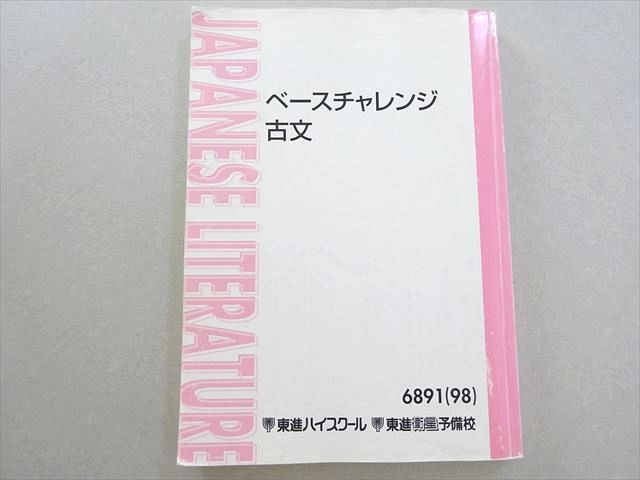 JAPANESE LITERATURE
ベースチャレンジ
古文
6891(98)
東進ハイスクール 東進衛星予備校